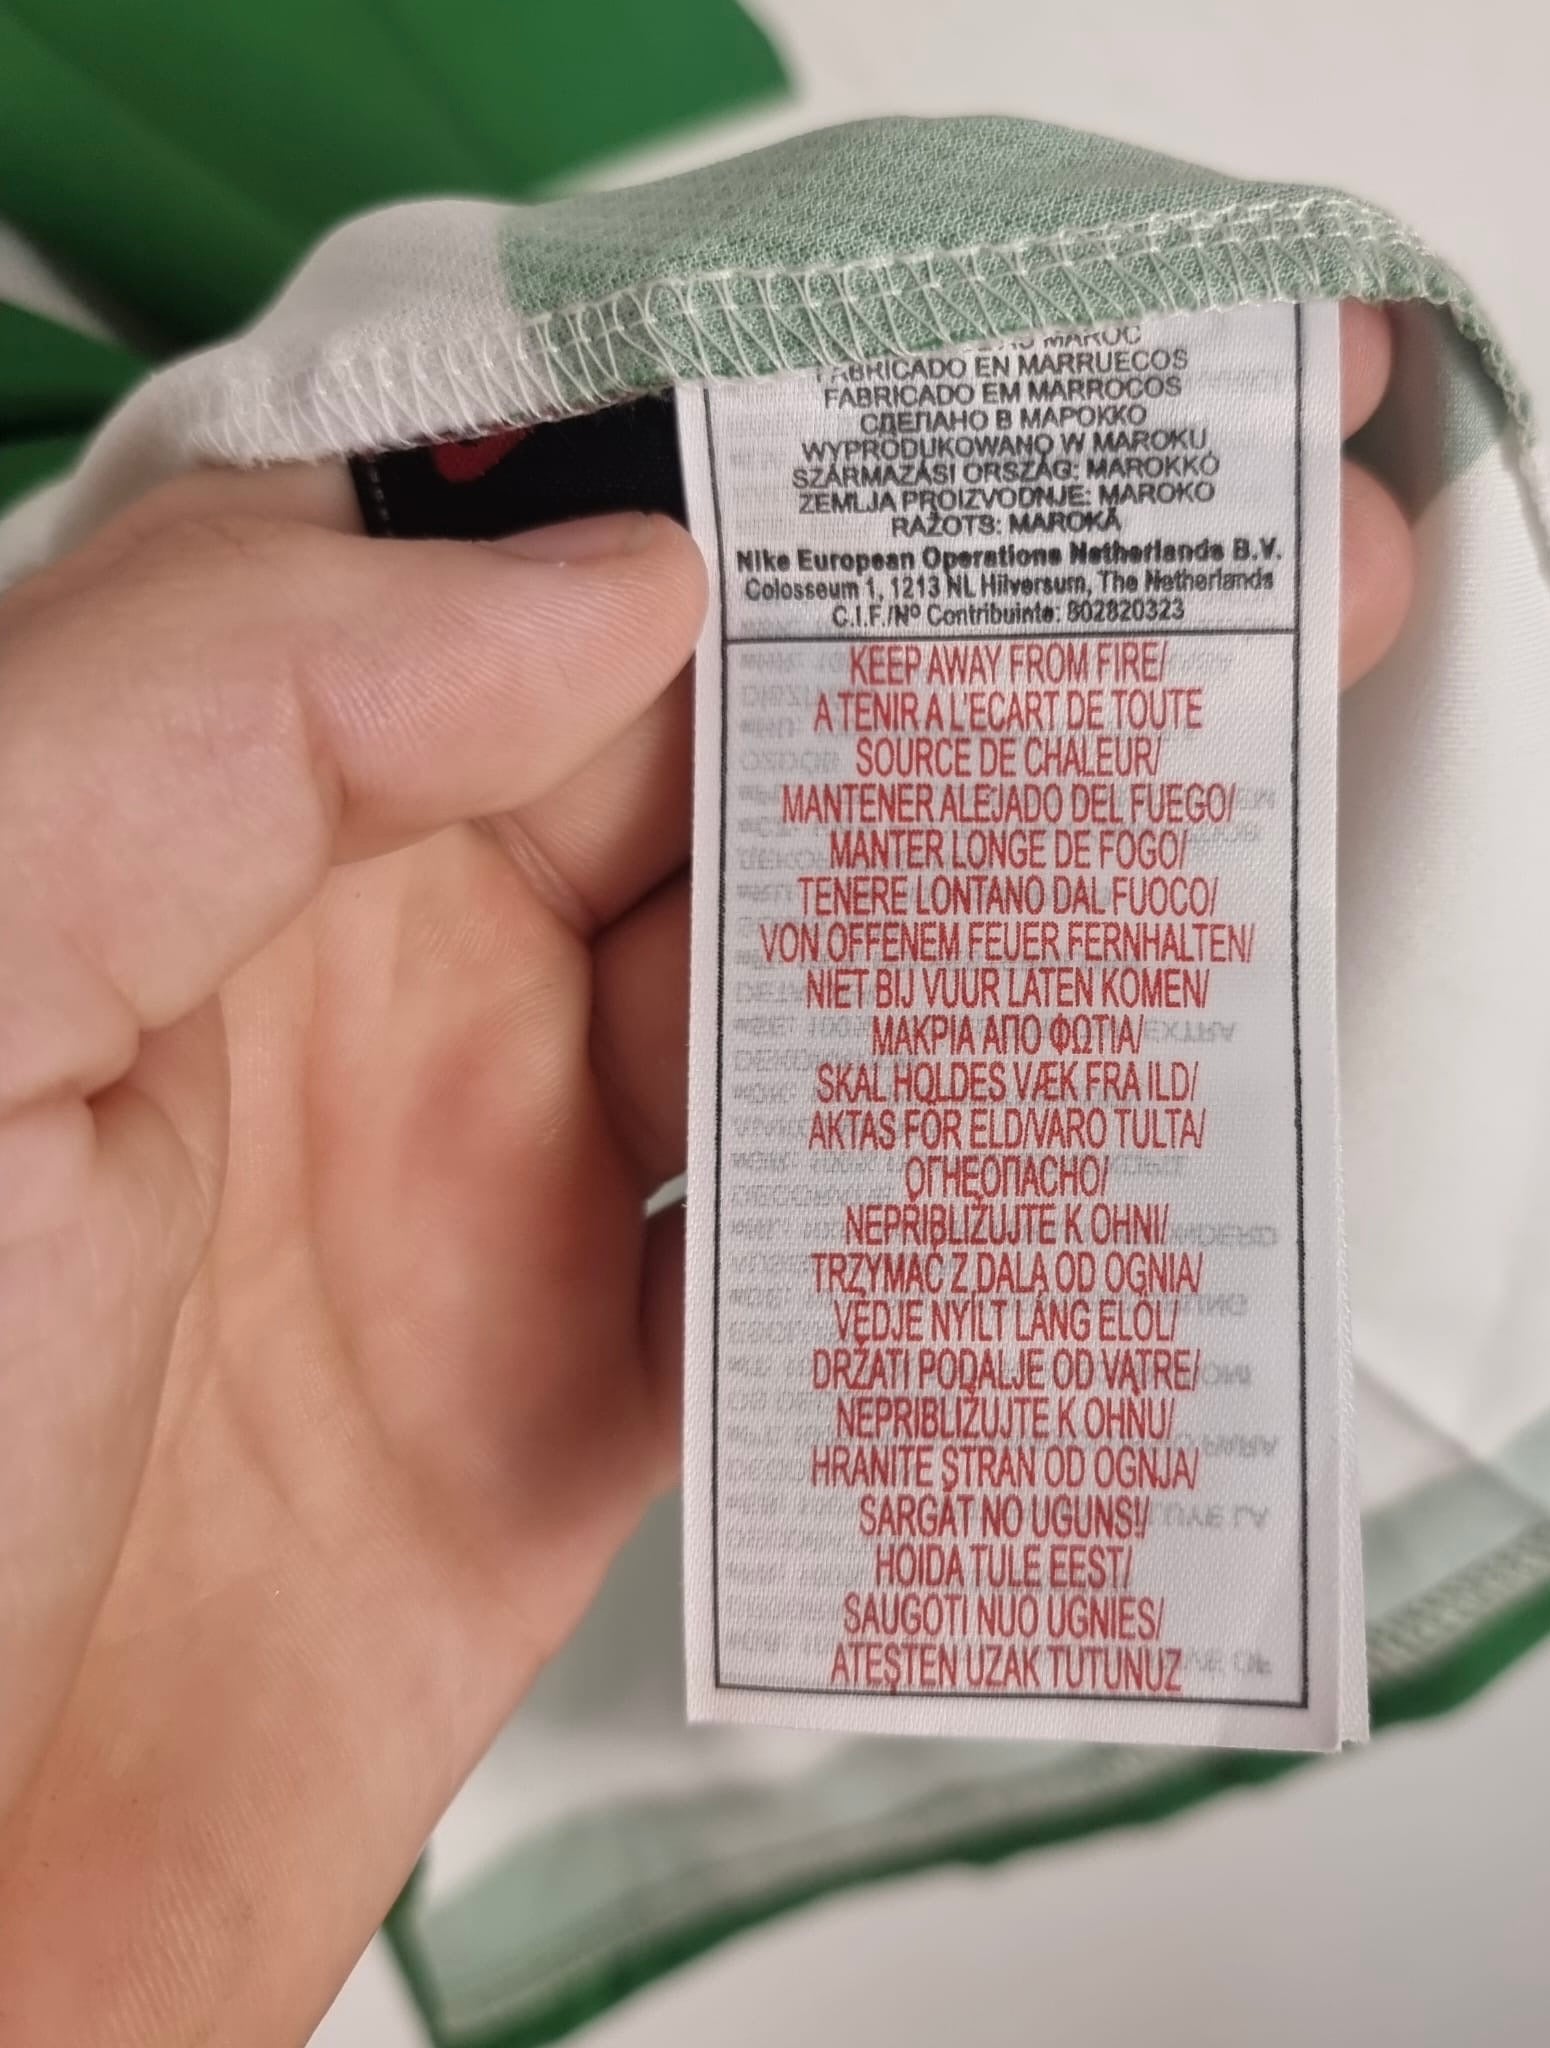 MAROC
FABRICADO EN MARRUECOS
FABRICADO EM MARROCOS
СДЕЛАНО В МАРОККО
WYPRODUKOWANO W MAROKU
SZÁRMAZÁSI ORSZÁG: MAROKKÓ
ZEMLJA PROIZVODNJE: MAROKO
RAŽOTS: MAROKĀ
Nike European Operations Netherlands B.V.
Colosseum 1, 1213 NL Hilversum, The Netherlands
C.I.F./Nº Contribuinte: 802820323
KEEP AWAY FROM FIRE/
A TENIR A L'ECART DE TOUTE
SOURCE DE CHALEUR/
MANTENER ALEJADO DEL FUEGO/
MANTER LONGE DE FOGO/
TENERE LONTANO DAL FUOCO/
VON OFFENEM FEUER FERNHALTEN/
NIET BIJ VUUR LATEN KOMEN/
ΜΑΚΡΙΑ ΑΠΟ ΦΩΤΙΑ/
SKAL HOLDES VÆK FRA ILD/
AKTAS FÖR ELD/VARO TULTA/
ОГНЕОПАСНО/
NEPRIBLIŽUJTE K OHNI/
TRZYMAĆ Z DALA OD OGNIA/
VÉDJE NYÍLT LÁNG ELŐL/
DRŽATI PODALJE OD VATRE/
NEPRIBLIŽUJTE K OHŇU/
HRANITE STRAN OD OGNJA/
SARGĀT NO UGUNS!/
HOIDA TULE EEST/
SAUGOTI NUO UGNIES/
ATEŞTEN UZAK TUTUNUZ